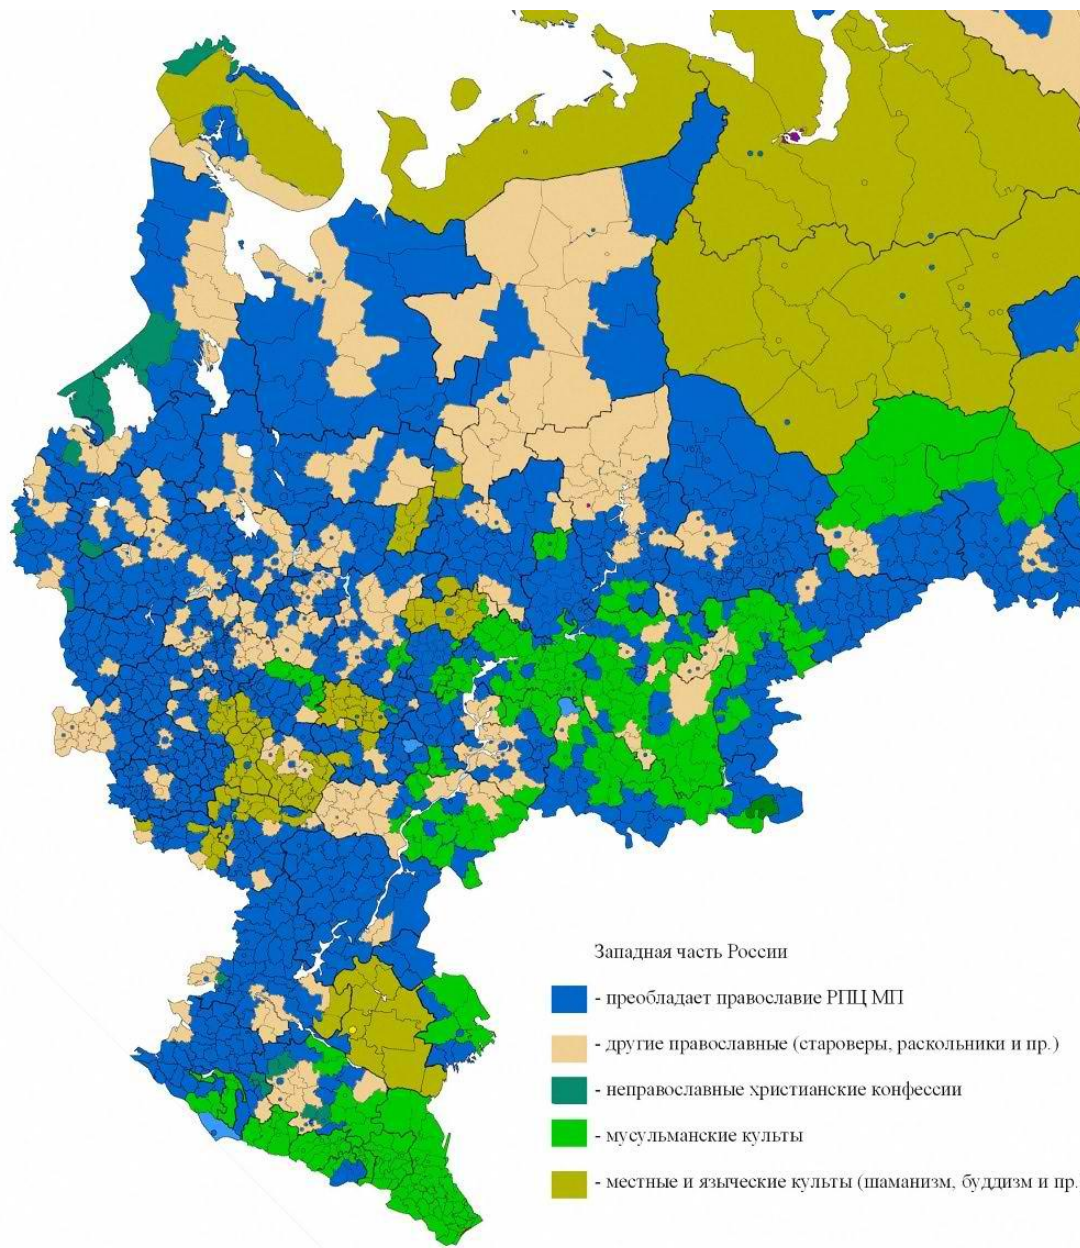 Западная часть России
- преобладает православие РПЦ МП
- другие православные (староверы, раскольники и пр.)
- неправославные христианские конфессии
- мусульманские культы
- местные и языческие культы (шаманизм, буддизм и пр.